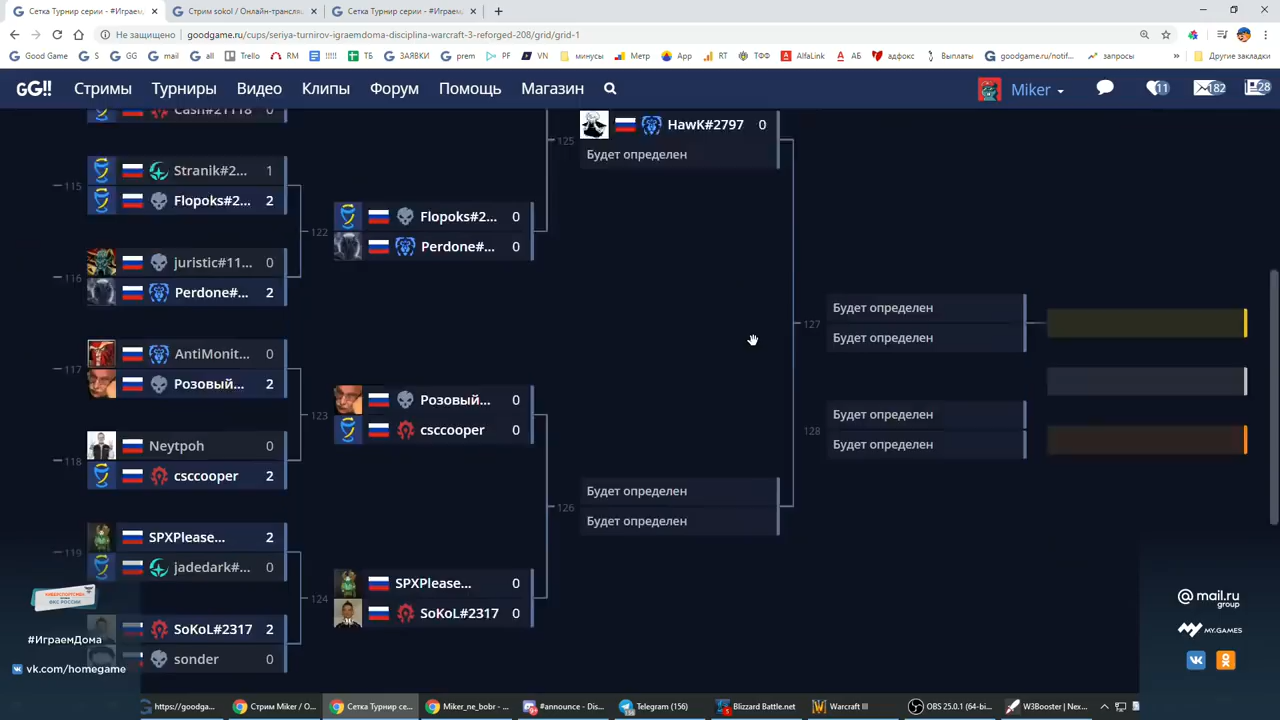 Сетка Турнир серии - #Играем
Стрим sokol / Онлайн-трансля
Сетка Турнир серии - #Играем,
Не защищено
goodgame.ru/cups/seriya-turnirov-igraemdoma-disciplina-warcraft-3-reforged-208/grid/grid-1
Good Game
S
GG
mail
all
Trello
RM
!!!!!
ТБ
ЗАЯВКИ
prem
PF
минусы
Метр
App
RT
ТФФ
AlfaLink
АБ
адфокс
Выплаты
goodgame.ru/notif...
запросы
»
Другие закладки
GG!!
Стримы
Турниры
Видео
Клипы
Форум
Помощь
Магазин
Miker
11
182
28
Cash#21118 0
115
Stranik#2... 1
Flopoks#2... 2
116
juristic#11... 0
Perdone#... 2
117
AntiMonit... 0
Розовый... 2
118
Neytpoh 0
csccooper 2
119
SPXPlease... 2
jadedark#... 0
SoKoL#2317 2
sonder 0
122
Flopoks#2... 0
Perdone#... 0
123
Розовый... 0
csccooper 0
124
SPXPlease... 0
SoKoL#2317 0
125
HawK#2797 0
Будет определен
126
Будет определен
Будет определен
127
Будет определен
Будет определен
128
Будет определен
Будет определен
#ИграемДома
vk.com/homegame
@mail.ru
group
MY.GAMES
https://goodga...
Стрим Miker / О...
Сетка Турнир се...
Miker_ne_bobr -...
#announce - Dis...
Telegram (156)
Blizzard Battle.net
Warcraft III
OBS 25.0.1 (64-bi...
W3Booster | Nex...